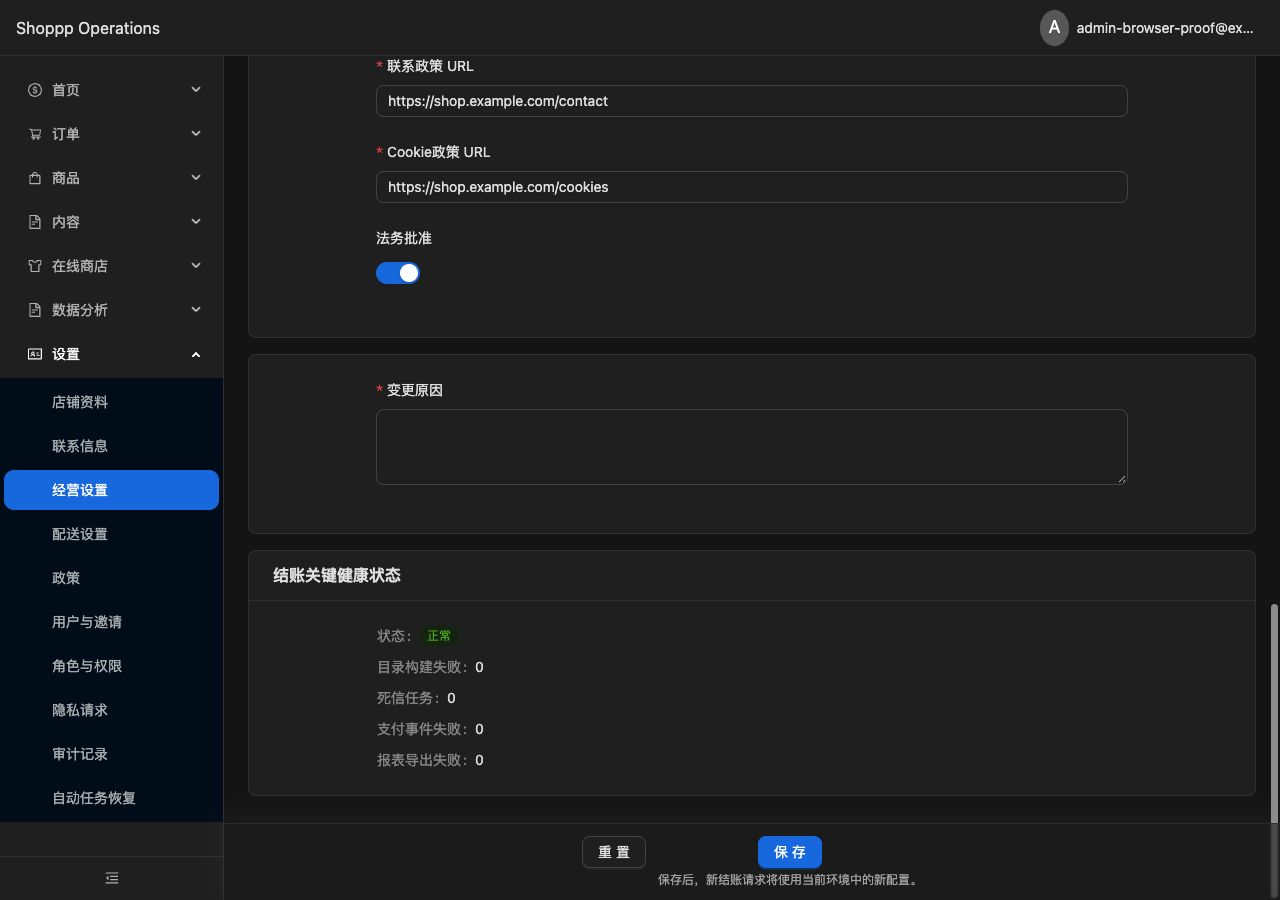 Shoppp Operations
A
admin-browser-proof@ex...
首页
订单
商品
内容
在线商店
数据分析
设置
店铺资料
联系信息
经营设置
配送设置
政策
用户与邀请
角色与权限
隐私请求
审计记录
自动任务恢复
* 联系政策 URL
https://shop.example.com/contact
* Cookie政策 URL
https://shop.example.com/cookies
法务批准
* 变更原因
结账关键健康状态
状态: 正常
目录构建失败: 0
死信任务: 0
支付事件失败: 0
报表导出失败: 0
重 置
保 存
保存后，新结账请求将使用当前环境中的新配置。